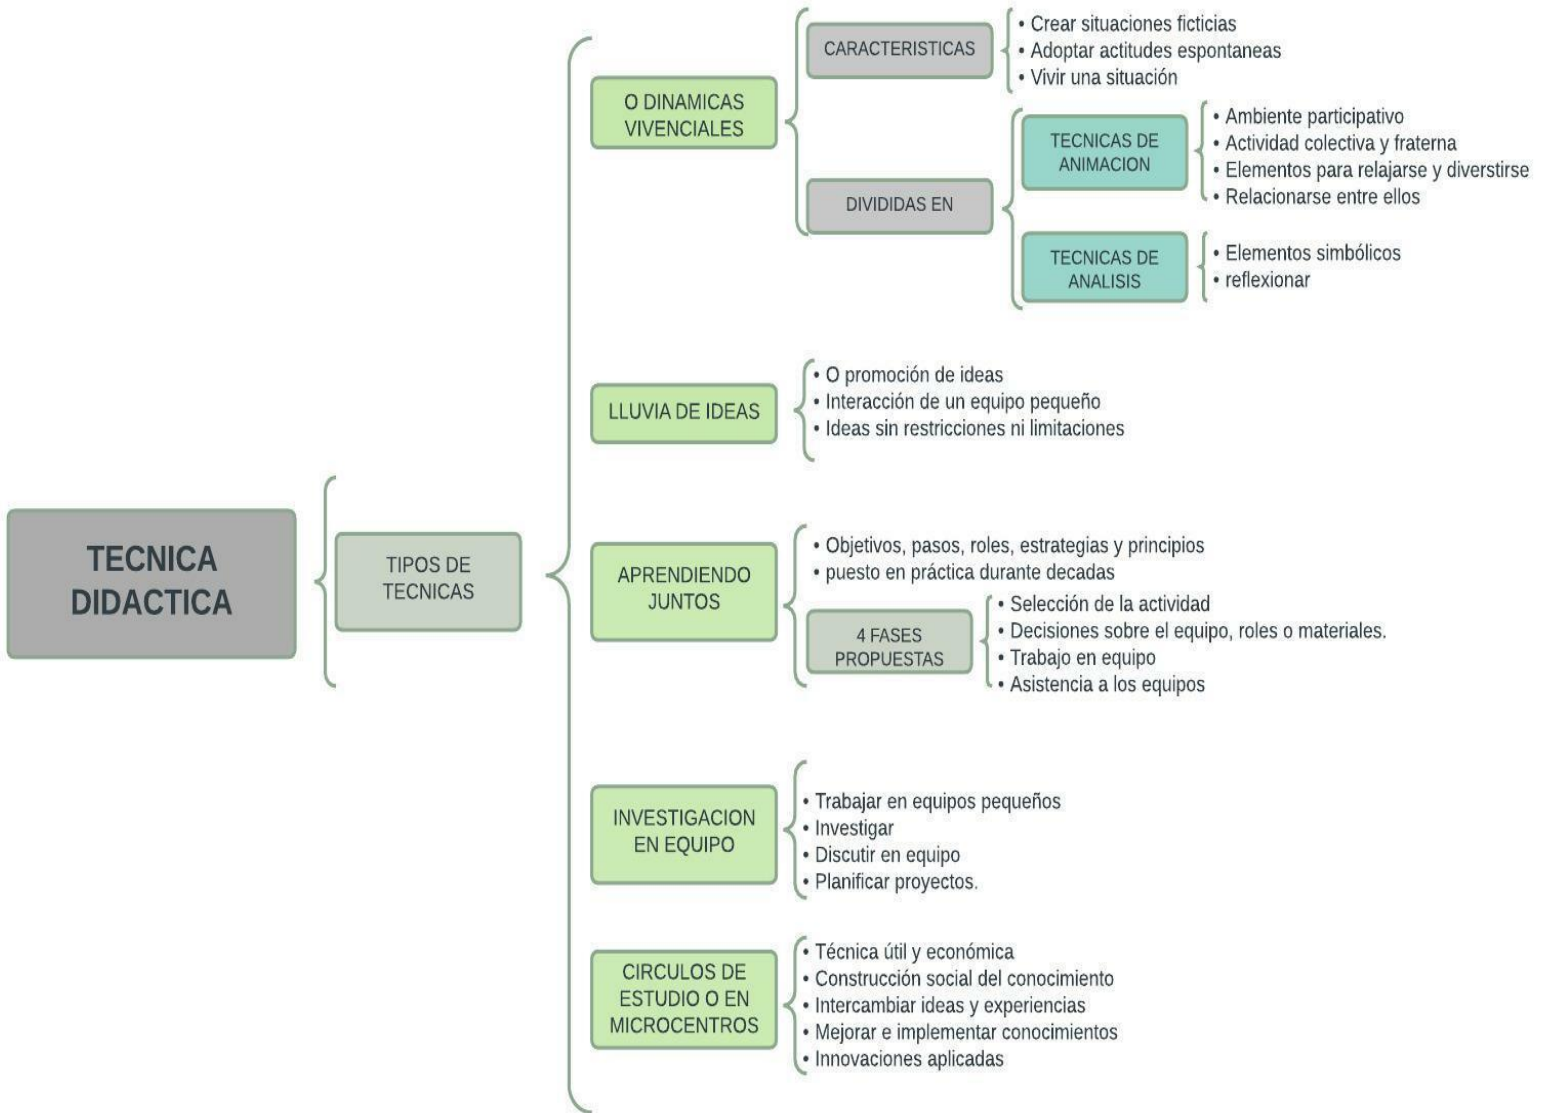 TECNICA
DIDACTICA
TIPOS DE
TECNICAS
O DINAMICAS
VIVENCIALES
CARACTERISTICAS
• Crear situaciones ficticias
• Adoptar actitudes espontaneas
• Vivir una situación
DIVIDIDAS EN
TECNICAS DE
ANIMACION
• Ambiente participativo
• Actividad colectiva y fraterna
• Elementos para relajarse y diverstirse
• Relacionarse entre ellos
TECNICAS DE
ANALISIS
• Elementos simbólicos
• reflexionar
LLUVIA DE IDEAS
• O promoción de ideas
• Interacción de un equipo pequeño
• Ideas sin restricciones ni limitaciones
APRENDIENDO
JUNTOS
• Objetivos, pasos, roles, estrategias y principios
• puesto en práctica durante decadas
4 FASES
PROPUESTAS
• Selección de la actividad
• Decisiones sobre el equipo, roles o materiales.
• Trabajo en equipo
• Asistencia a los equipos
INVESTIGACION
EN EQUIPO
• Trabajar en equipos pequeños
• Investigar
• Discutir en equipo
• Planificar proyectos.
CIRCULOS DE
ESTUDIO O EN
MICROCENTROS
• Técnica útil y económica
• Construcción social del conocimiento
• Intercambiar ideas y experiencias
• Mejorar e implementar conocimientos
• Innovaciones aplicadas